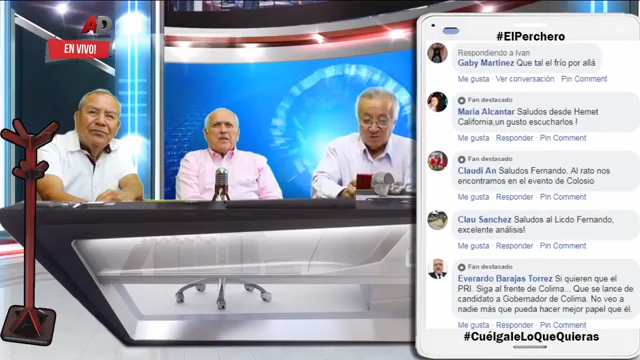 AD
EN VIVO!
#ElPerchero
Respondiendo a Ivan
Gaby Martinez Que tal el frío por allá
Me gusta · Ver conversación · Pin Comment
Fan destacado
Maria Alcantar Saludos desde Hemet
California,un gusto escucharlos !
Me gusta · Responder · Pin Comment
Fan destacado
Claudi An Saludos Fernando. Al rato nos
encontramos en el evento de Colosio
Me gusta · Responder · Pin Comment
Clau Sanchez Saludos al Licdo Fernando,
excelente análisis!
Me gusta · Responder · Pin Comment
Fan destacado
Everardo Barajas Torrez Si quieren que el
PRI. Siga al frente de Colima... Que se lance de
candidato a Gobernador de Colima. No veo a
nadie más que pueda hacer mejor papel que él.
Me gusta · Responder · Pin Comment
#CuélgaleLoQueQuieras